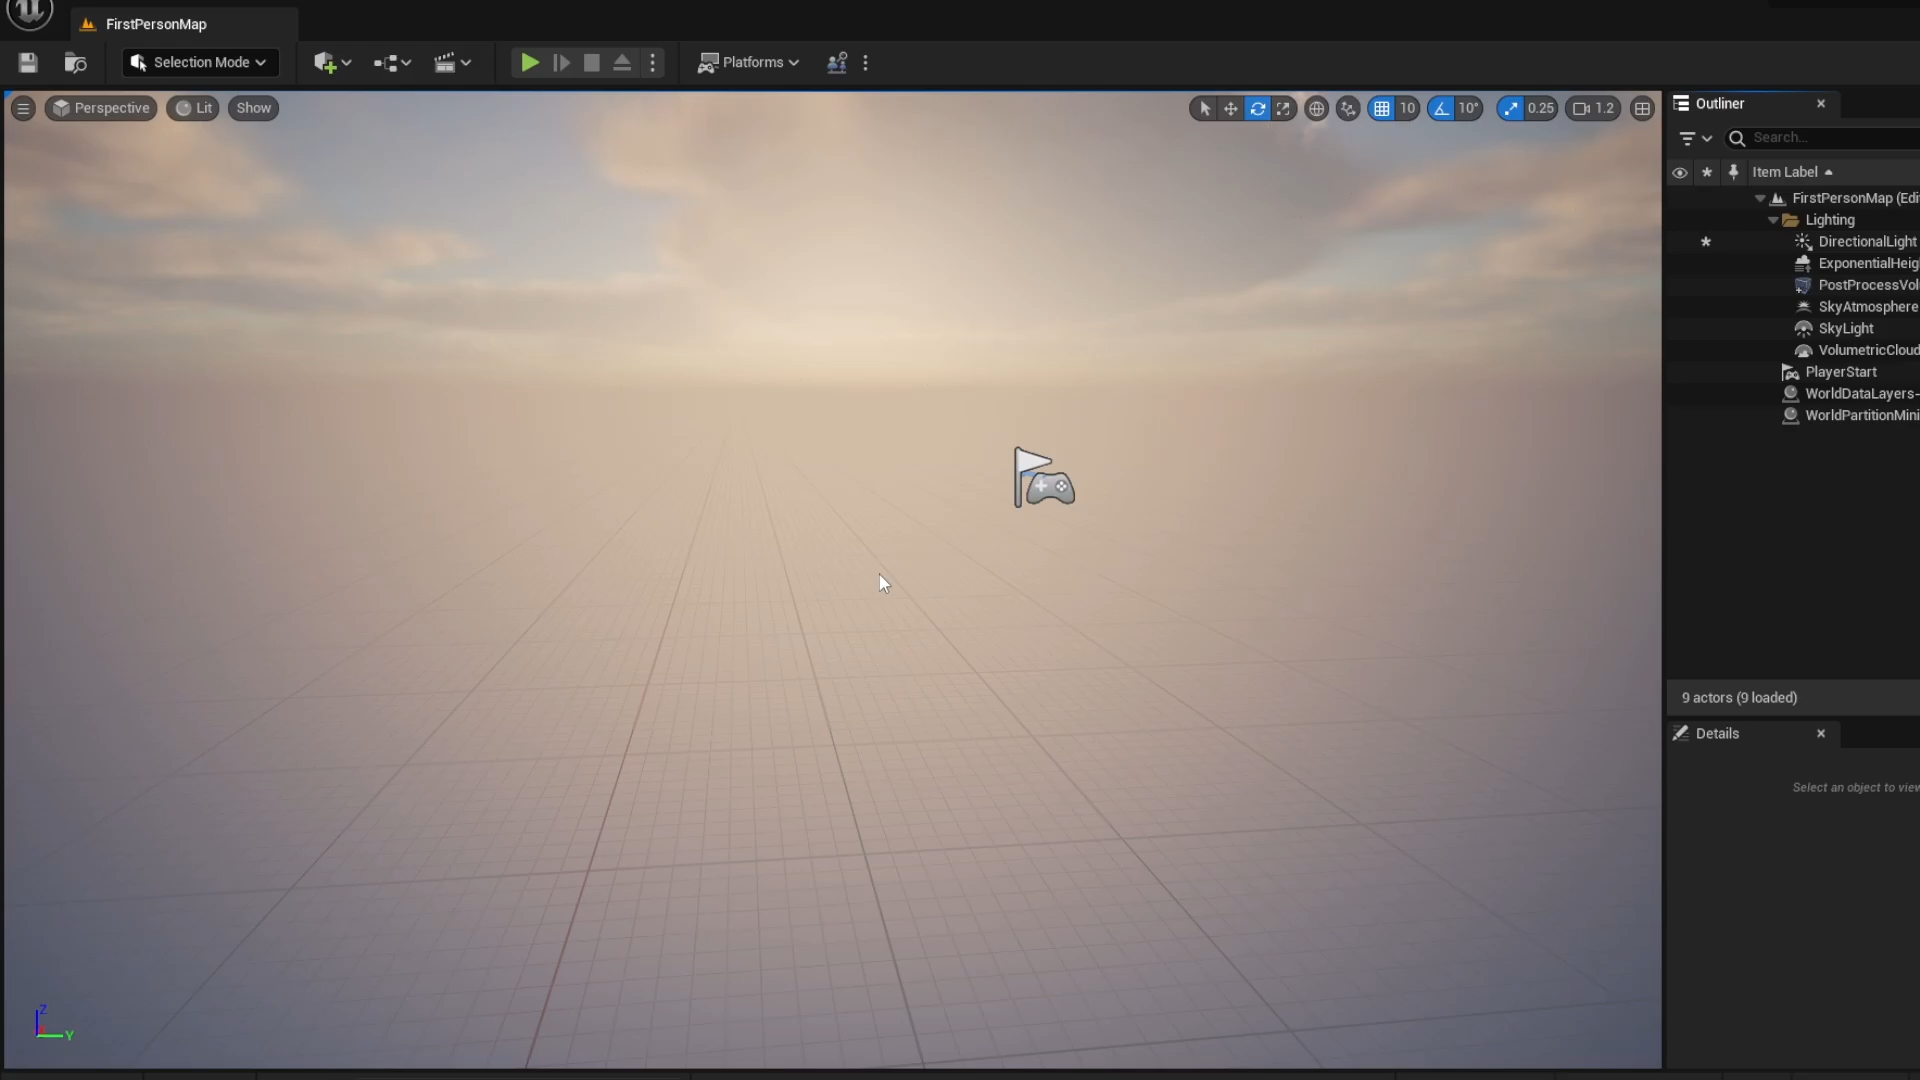 FirstPersonMap
Selection Mode
Platforms
Perspective
Lit
Show
10
10°
0.25
1.2
Outliner
Search...
Item Label
FirstPersonMap (Edi
Lighting
DirectionalLight
ExponentialHeig
PostProcessVol
SkyAtmosphere
SkyLight
VolumetricCloud
PlayerStart
WorldDataLayers-
WorldPartitionMini
9 actors (9 loaded)
Details
Select an object to view
Z
Y